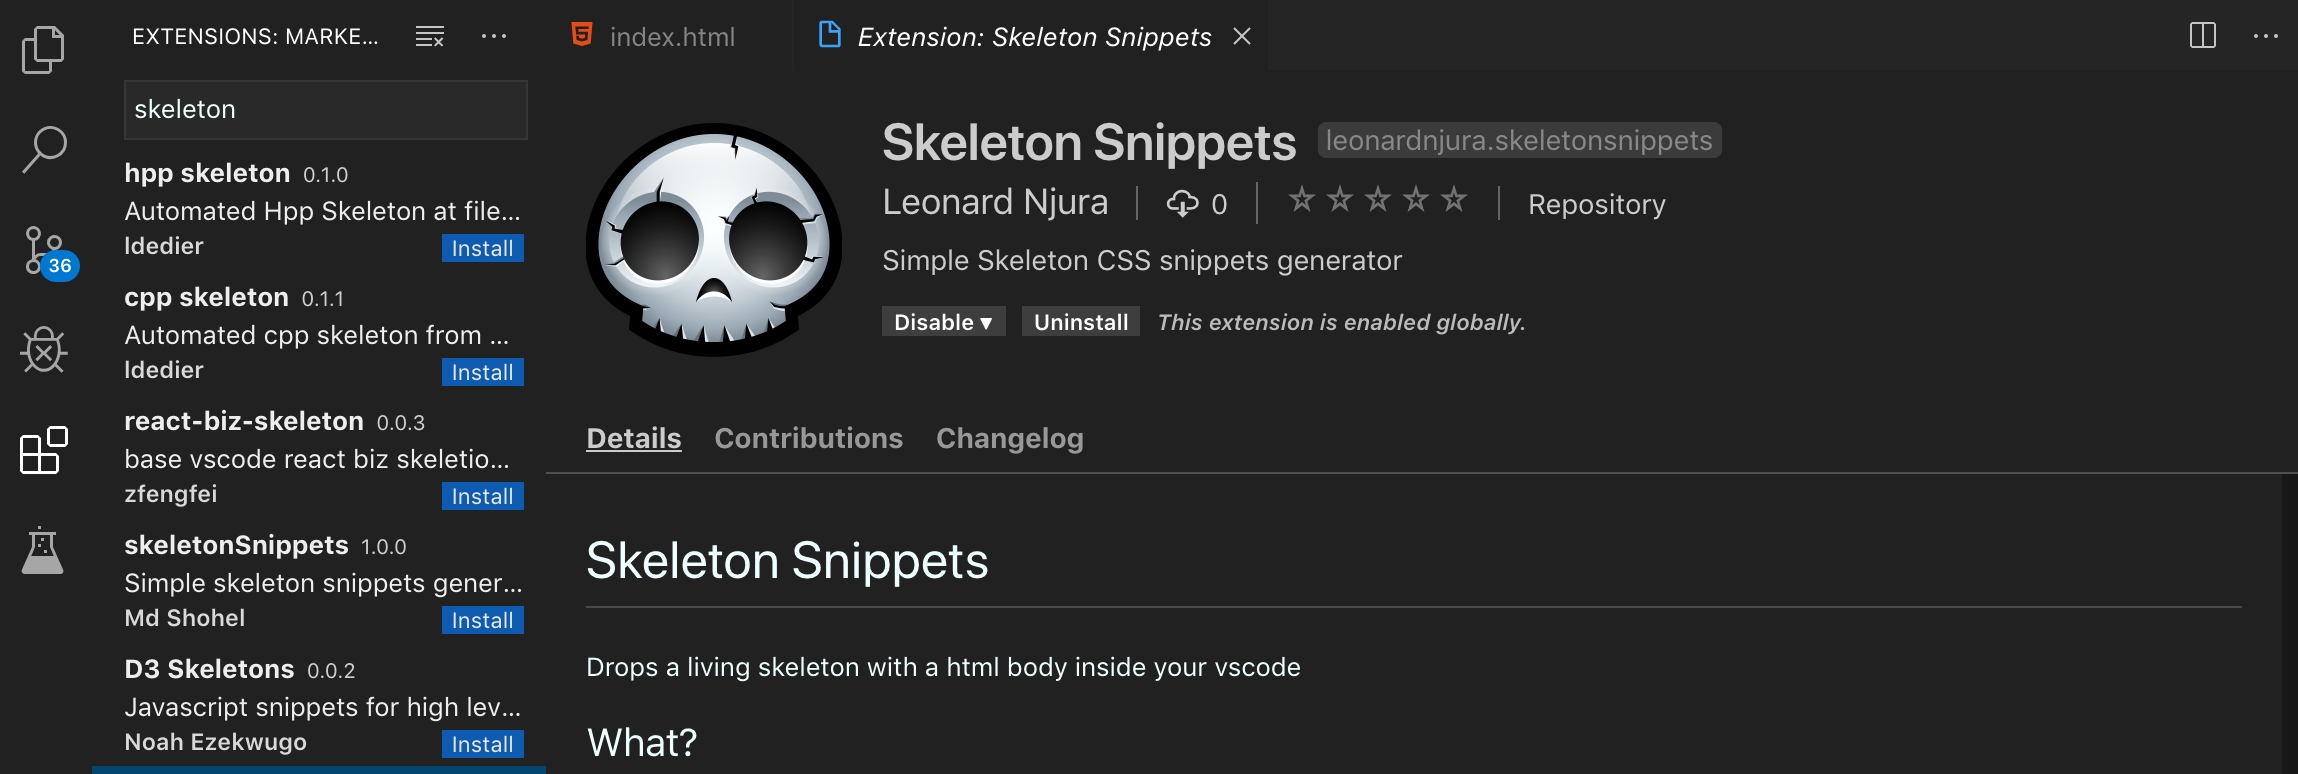 EXTENSIONS: MARKE...
skeleton
hpp skeleton 0.1.0
Automated Hpp Skeleton at file...
ldedier Install
cpp skeleton 0.1.1
Automated cpp skeleton from ...
ldedier Install
react-biz-skeleton 0.0.3
base vscode react biz skeletio...
zfengfei Install
skeletonSnippets 1.0.0
Simple skeleton snippets gener...
Md Shohel Install
D3 Skeletons 0.0.2
Javascript snippets for high lev...
Noah Ezekwugo Install
36
index.html
Extension: Skeleton Snippets
Skeleton Snippets leonardnjura.skeletonsnippets
Leonard Njura | 0 | ☆☆☆☆☆ | Repository
Simple Skeleton CSS snippets generator
Disable ▾ Uninstall This extension is enabled globally.
Details Contributions Changelog
Skeleton Snippets
Drops a living skeleton with a html body inside your vscode
What?